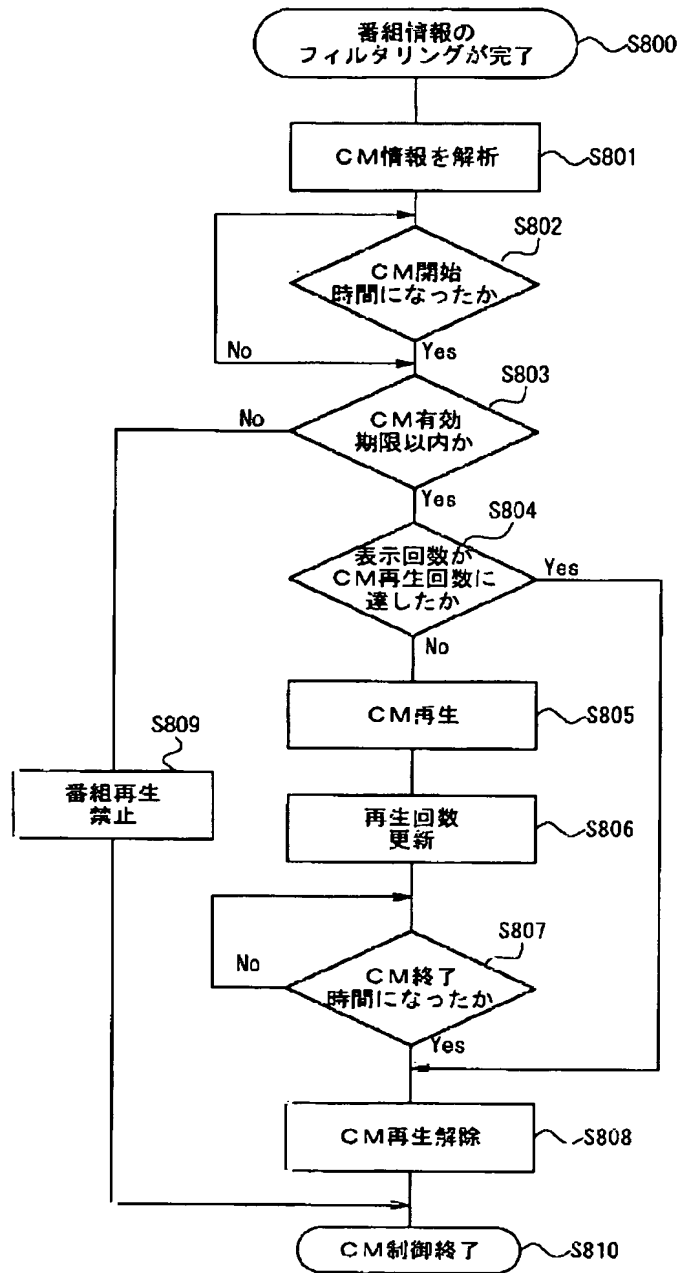 番組情報の
フィルタリングが完了
S800
CM情報を解析
S801
S802
CM開始
時間になったか
No
Yes
S803
CM有効
期限以内か
No
Yes
S804
表示回数が
CM再生回数に
達したか
Yes
No
CM再生
S805
S809
番組再生
禁止
再生回数
更新
S806
S807
CM終了
時間になったか
No
Yes
CM再生解除
S808
CM制御終了
S810